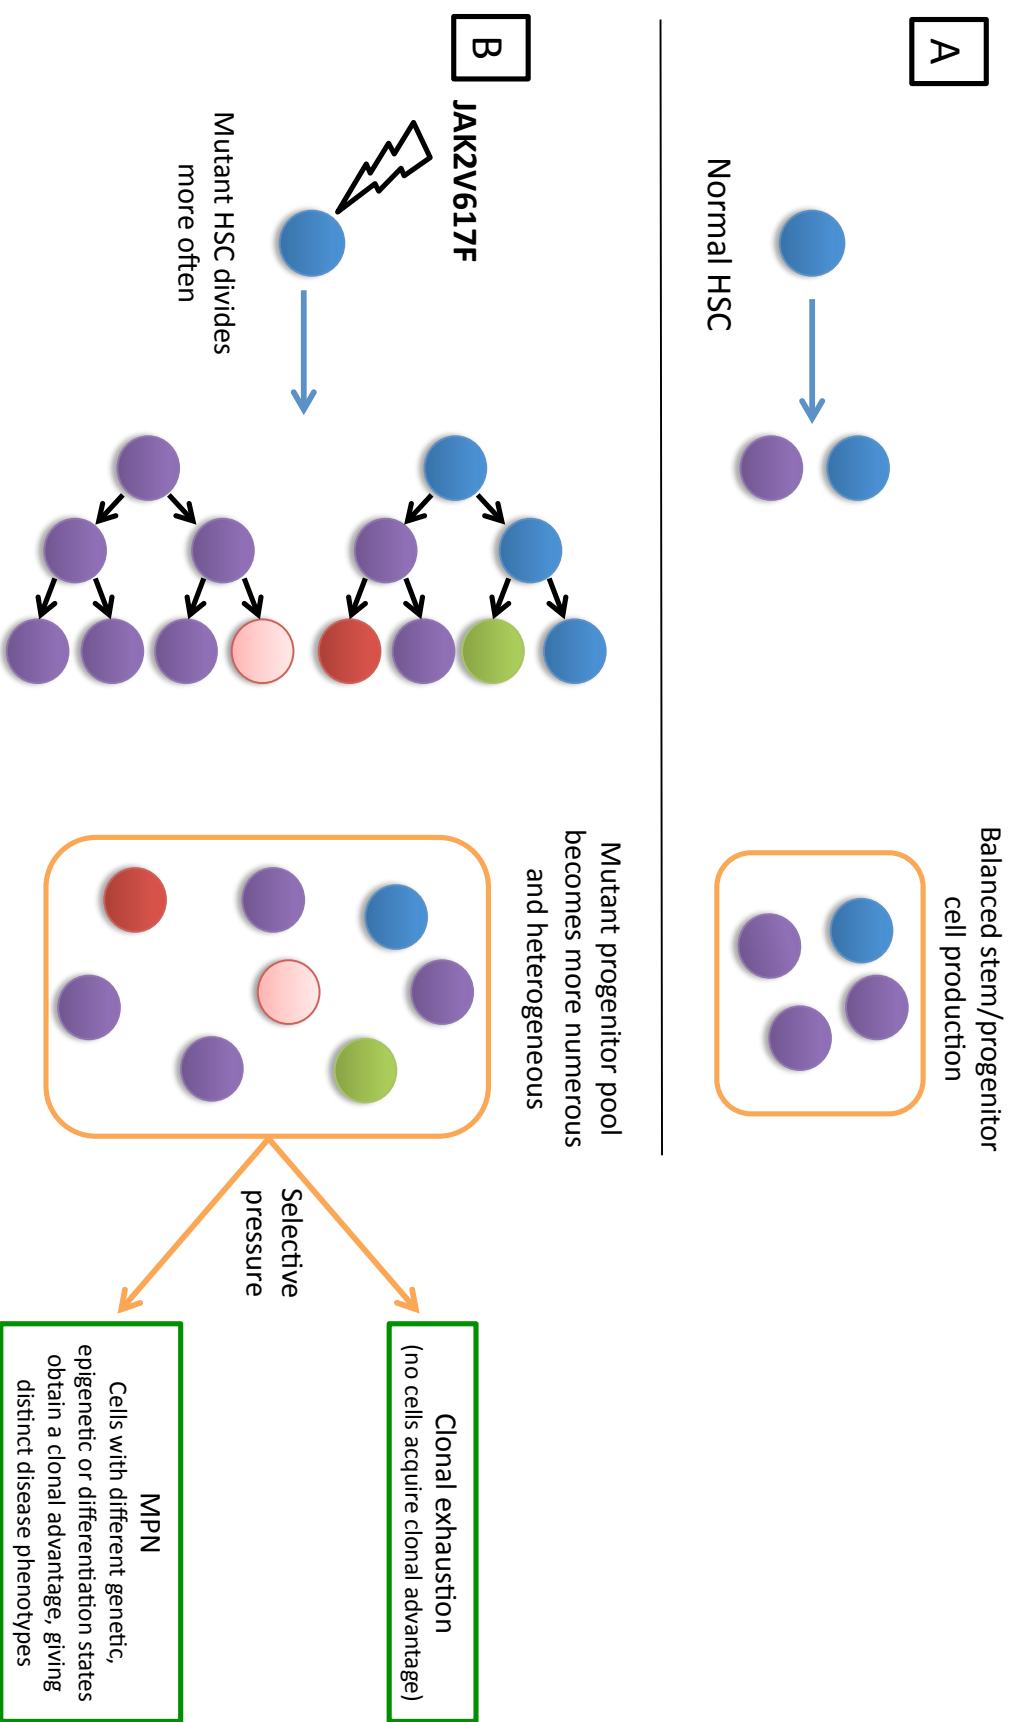 A
Normal HSC
Balanced stem/progenitor
cell production
B
JAK2V617F
Mutant HSC divides
more often
Mutant progenitor pool
becomes more numerous
and heterogeneous
Selective
pressure
Clonal exhaustion
(no cells acquire clonal advantage)
MPN
Cells with different genetic,
epigenetic or differentiation states
obtain a clonal advantage, giving
distinct disease phenotypes